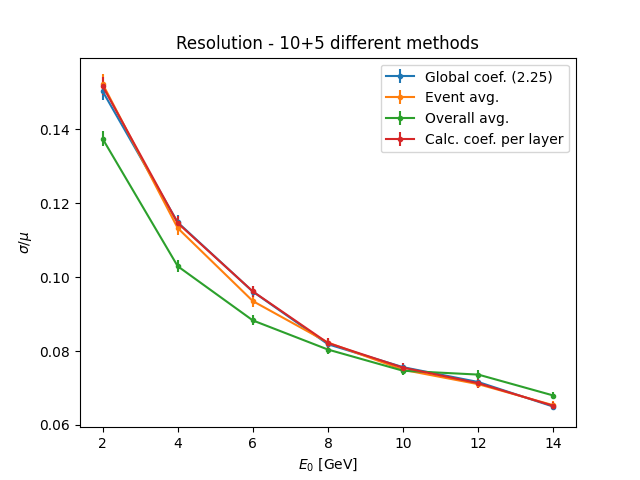 Resolution - 10+5 different methods
Global coef. (2.25)
Event avg.
Overall avg.
Calc. coef. per layer
0.14
0.12
0.10
0.08
0.06
σ/μ
2 4 6 8 10 12 14
E₀ [GeV]